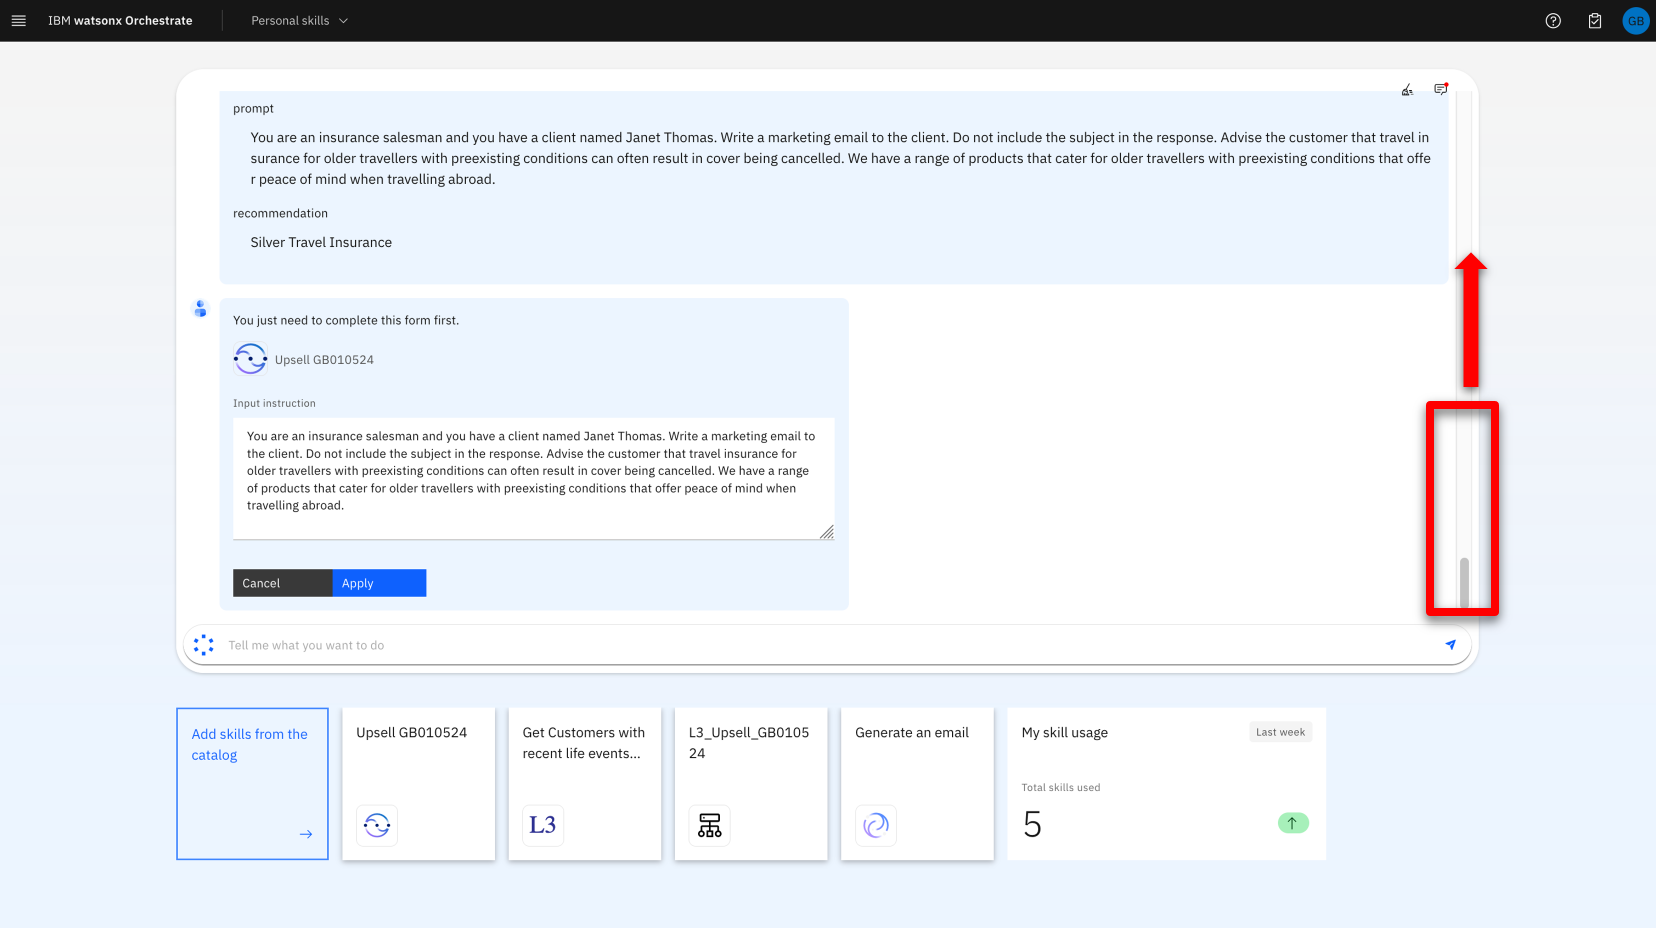 IBM watsonx Orchestrate
Personal skills
GB
prompt
You are an insurance salesman and you have a client named Janet Thomas. Write a marketing email to the client. Do not include the subject in the response. Advise the customer that travel in
surance for older travellers with preexisting conditions can often result in cover being cancelled. We have a range of products that cater for older travellers with preexisting conditions that offe
r peace of mind when travelling abroad.
recommendation
Silver Travel Insurance
You just need to complete this form first.
Upsell GB010524
Input instruction
You are an insurance salesman and you have a client named Janet Thomas. Write a marketing email to
the client. Do not include the subject in the response. Advise the customer that travel insurance for
older travellers with preexisting conditions can often result in cover being cancelled. We have a range
of products that cater for older travellers with preexisting conditions that offer peace of mind when
travelling abroad.
Cancel
Apply
Tell me what you want to do
Add skills from the
catalog
Upsell GB010524
Get Customers with
recent life events...
L3
L3_Upsell_GB0105
24
Generate an email
My skill usage
Last week
Total skills used
5